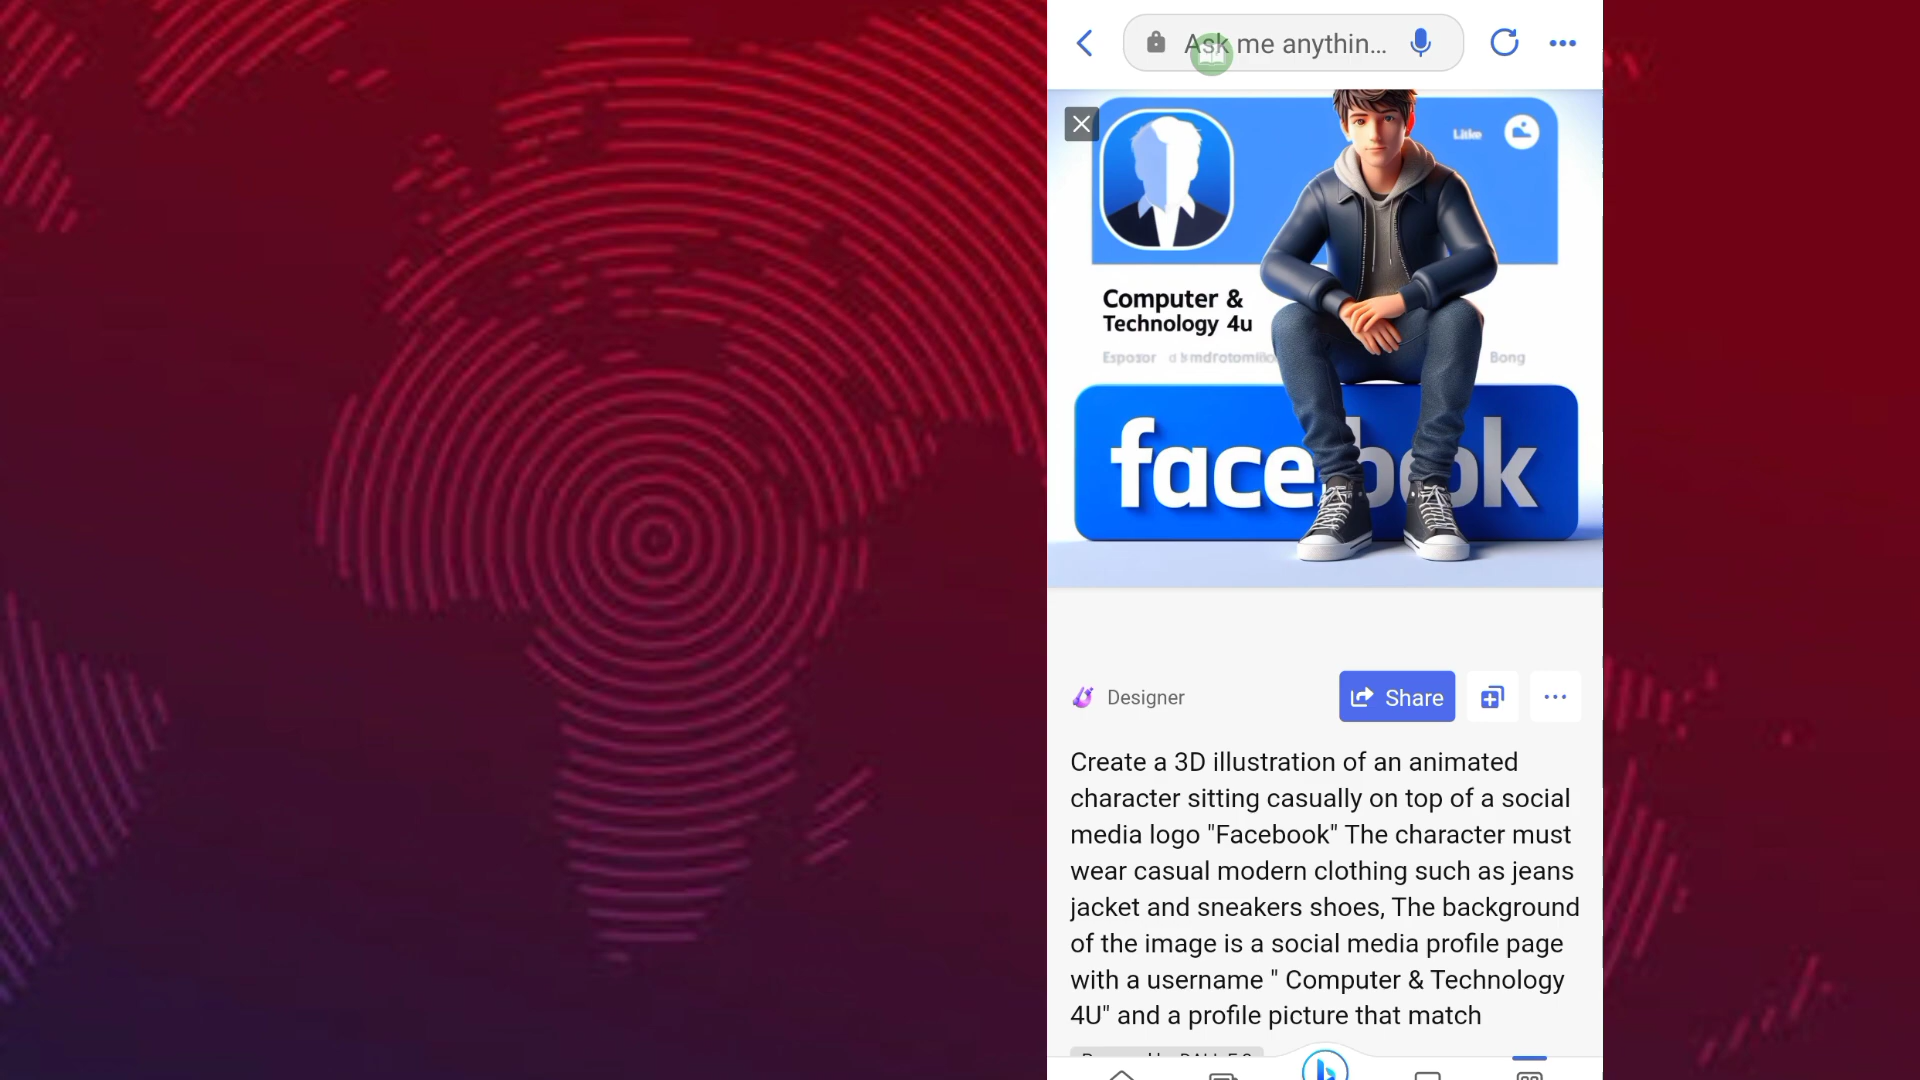 Ask me anythin...
Litke
Computer &
Technology 4u
Bong
facebook
Designer
Share
Create a 3D illustration of an animated
character sitting casually on top of a social
media logo "Facebook" The character must
wear casual modern clothing such as jeans
jacket and sneakers shoes, The background
of the image is a social media profile page
with a username " Computer & Technology
4U" and a profile picture that match